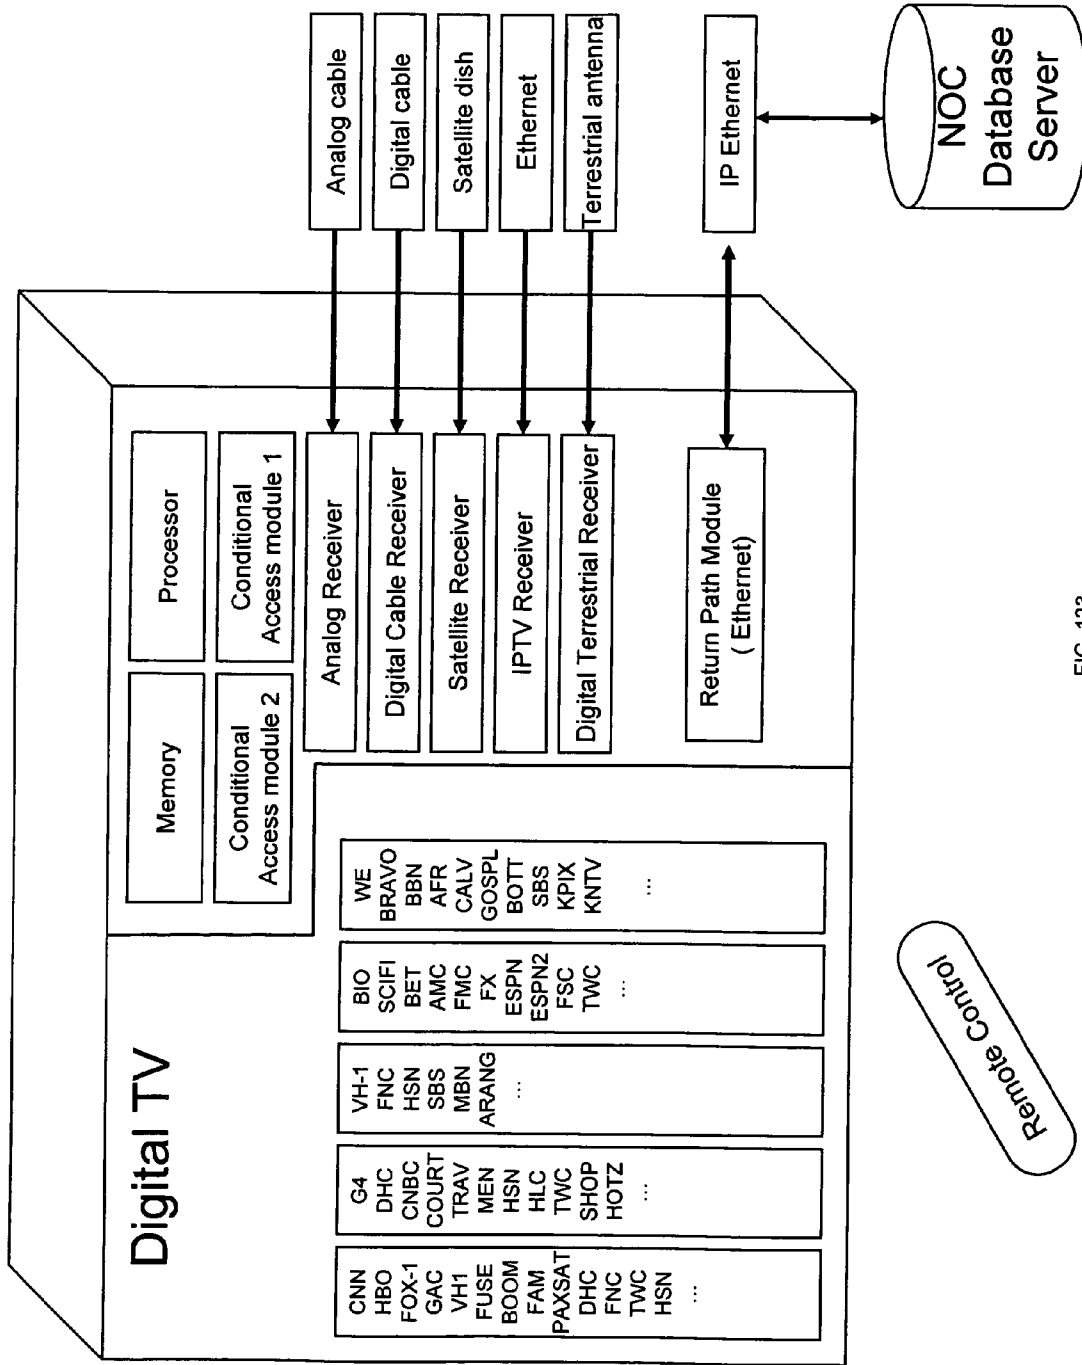 Digital TV
CNN
HBO
FOX-1
GAC
VH1
FUSE
BOOM
FAM
PAXSAT
DHC
FNC
TWC
HSN
...
G4
DHC
CNBC
COURT
TRAV
MEN
HSN
HLC
TWC
SHOP
HOTZ
...
VH-1
FNC
HSN
SBS
MBN
ARANG
...
BIO
SCIFI
BET
AMC
FMC
FX
ESPN
ESPN2
FSC
TWC
...
WE
BRAVO
BBN
AFR
CALV
GOSPL
BOTT
SBS
KPIX
KNTV
...
Memory
Processor
Conditional
Access module 2
Conditional
Access module 1
Analog Receiver
Digital Cable Receiver
Satellite Receiver
IPTV Receiver
Digital Terrestrial Receiver
Return Path Module
( Ethernet)
Analog cable
Digital cable
Satellite dish
Ethernet
Terrestrial antenna
IP Ethernet
NOC
Database
Server
Remote Control
FIG. 123